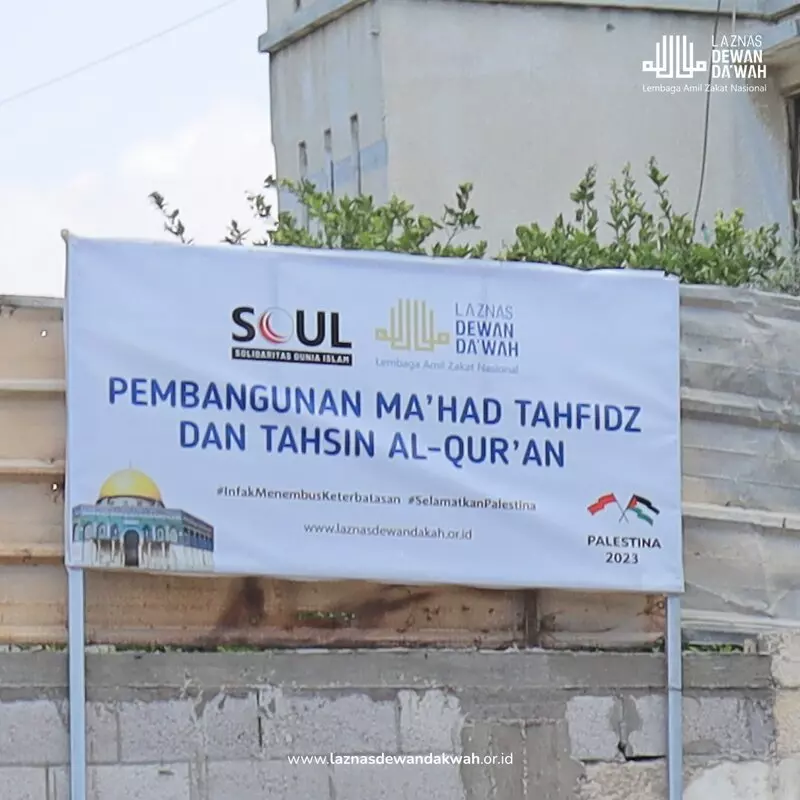 LAZNAS
DEWAN
DA'WAH
Lembaga Amil Zakat Nasional
SOUL
SOLIDARITAS DUNIA ISLAM
LAZNAS
DEWAN
DA'WAH
Lembaga Amil Zakat Nasional
PEMBANGUNAN MA'HAD TAHFIDZ
DAN TAHSIN AL-QUR'AN
#InfakMenembusKeterbatasan #SelamatkanPalestina
www.laznasdewandakah.or.id
PALESTINA
2023
www.laznasdewandakwah.or.id